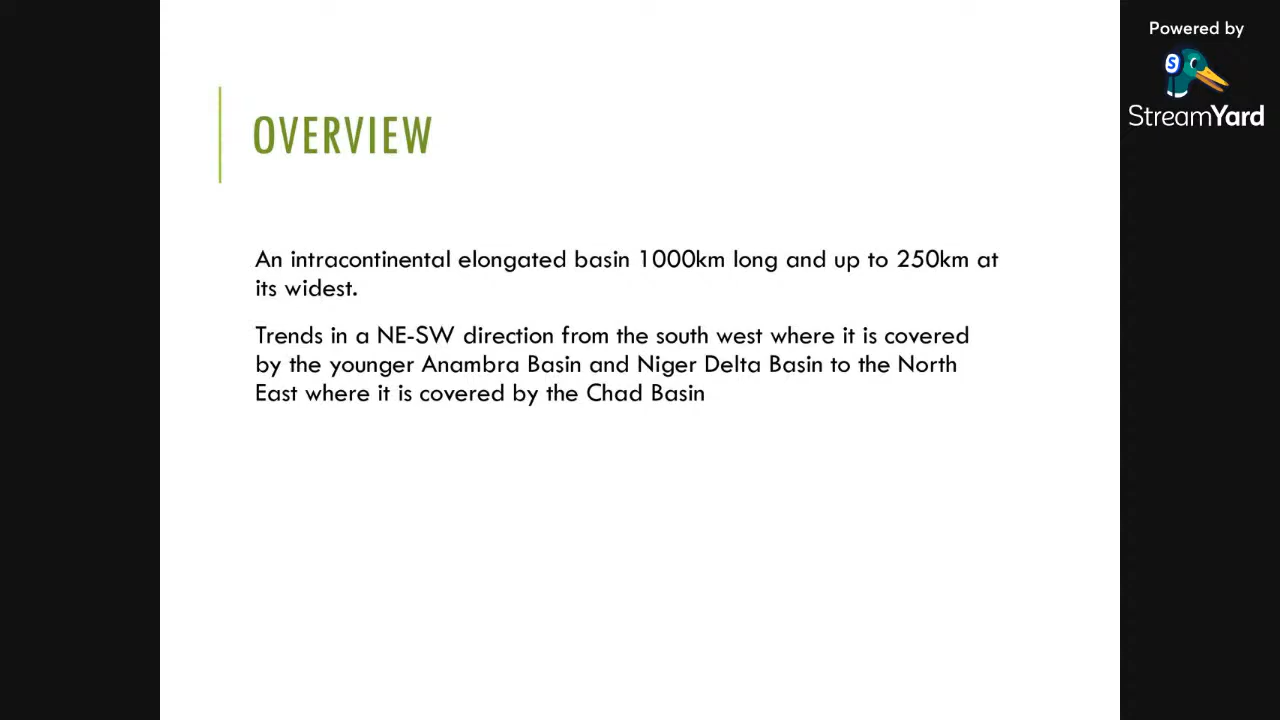 Powered by
S
StreamYard
OVERVIEW
An intracontinental elongated basin 1000km long and up to 250km at
its widest.
Trends in a NE-SW direction from the south west where it is covered
by the younger Anambra Basin and Niger Delta Basin to the North
East where it is covered by the Chad Basin